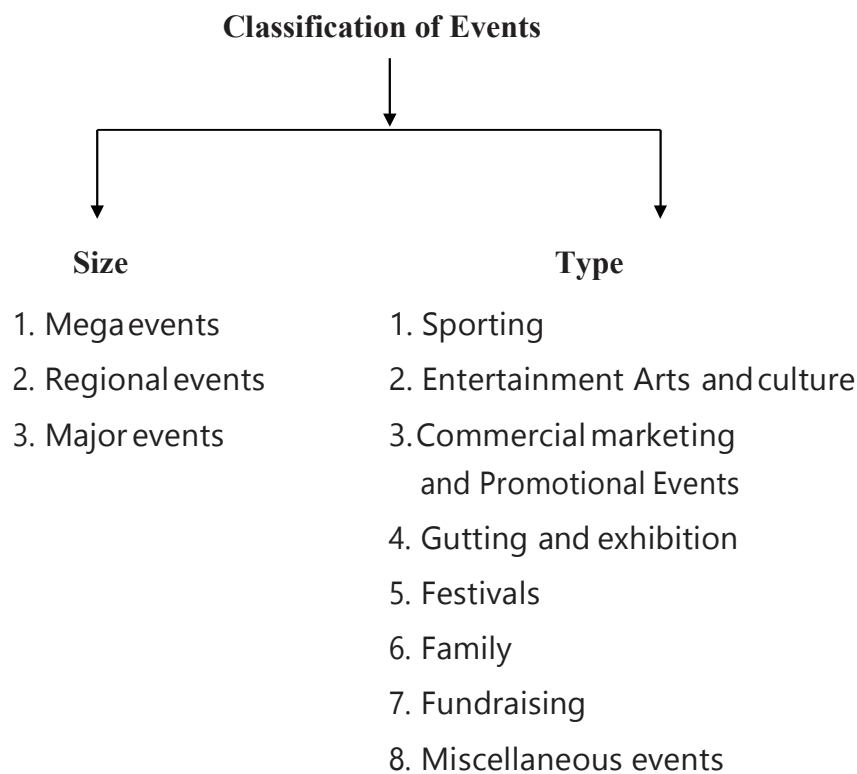 Classification of Events
Size
1. Mega events
2. Regional events
3. Major events
Type
1. Sporting
2. Entertainment Arts and culture
3. Commercial marketing
and Promotional Events
4. Gutting and exhibition
5. Festivals
6. Family
7. Fundraising
8. Miscellaneous events